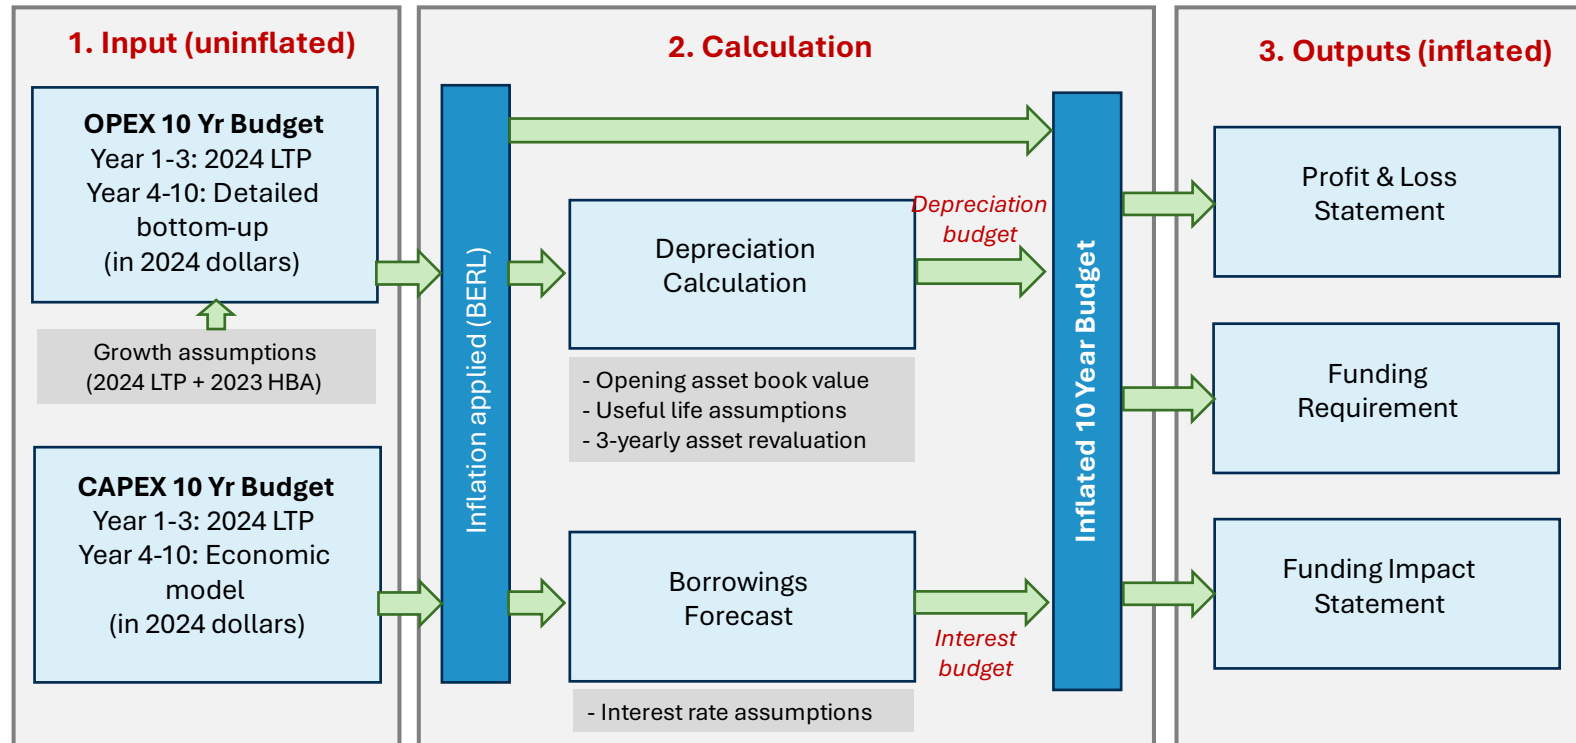 1. Input (uninflated)
OPEX 10 Yr Budget
Year 1-3: 2024 LTP
Year 4-10: Detailed
bottom-up
(in 2024 dollars)
Growth assumptions
(2024 LTP + 2023 HBA)
CAPEX 10 Yr Budget
Year 1-3: 2024 LTP
Year 4-10: Economic
model
(in 2024 dollars)
2. Calculation
Inflation applied (BERL)
Depreciation
Calculation
- Opening asset book value
- Useful life assumptions
- 3-yearly asset revaluation
Depreciation
budget
Borrowings
Forecast
- Interest rate assumptions
Interest
budget
Inflated 10 Year Budget
3. Outputs (inflated)
Profit & Loss
Statement
Funding
Requirement
Funding Impact
Statement